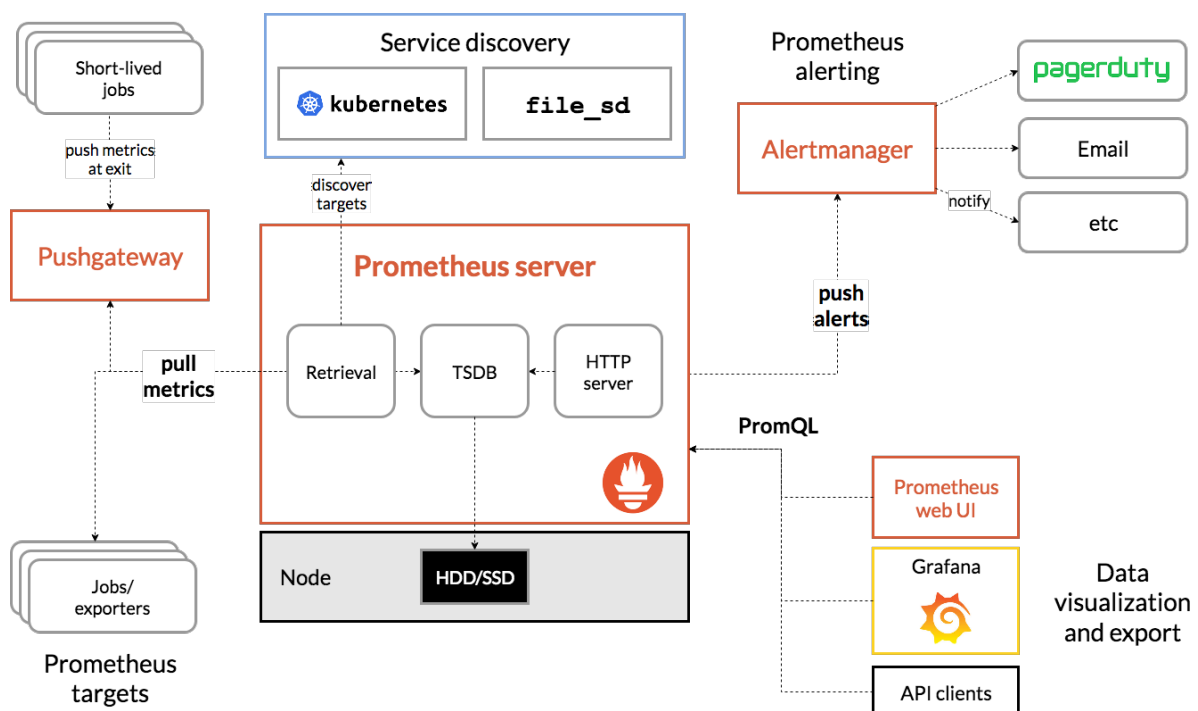 Short-lived
jobs
push metrics
at exit
Pushgateway
pull
metrics
Jobs/
exporters
Prometheus
targets
Service discovery
kubernetes
file_sd
discover
targets
Prometheus server
Retrieval
TSDB
HTTP
server
Node
HDD/SSD
Prometheus
alerting
Alertmanager
pagerduty
Email
notify
etc
push
alerts
PromQL
Prometheus
web UI
Grafana
API clients
Data
visualization
and export